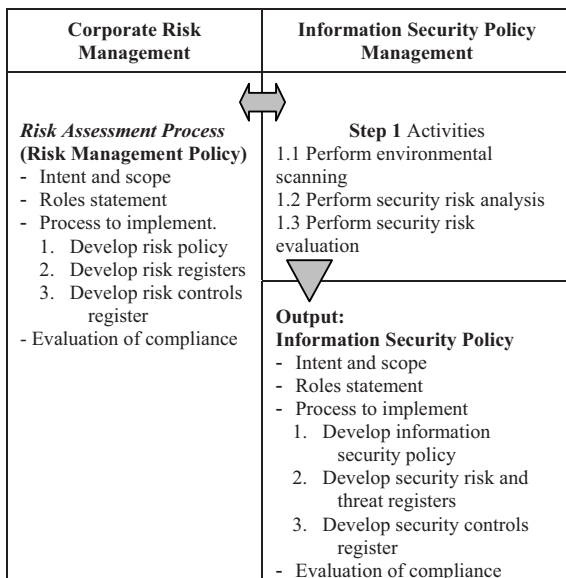 Corporate Risk
Management
Information Security Policy
Management
Risk Assessment Process
(Risk Management Policy)
- Intent and scope
- Roles statement
- Process to implement.
1. Develop risk policy
2. Develop risk registers
3. Develop risk controls
register
- Evaluation of compliance
Step 1 Activities
1.1 Perform environmental
scanning
1.2 Perform security risk analysis
1.3 Perform security risk
evaluation
Output:
Information Security Policy
- Intent and scope
- Roles statement
- Process to implement
1. Develop information
security policy
2. Develop security risk and
threat registers
3. Develop security controls
register
- Evaluation of compliance